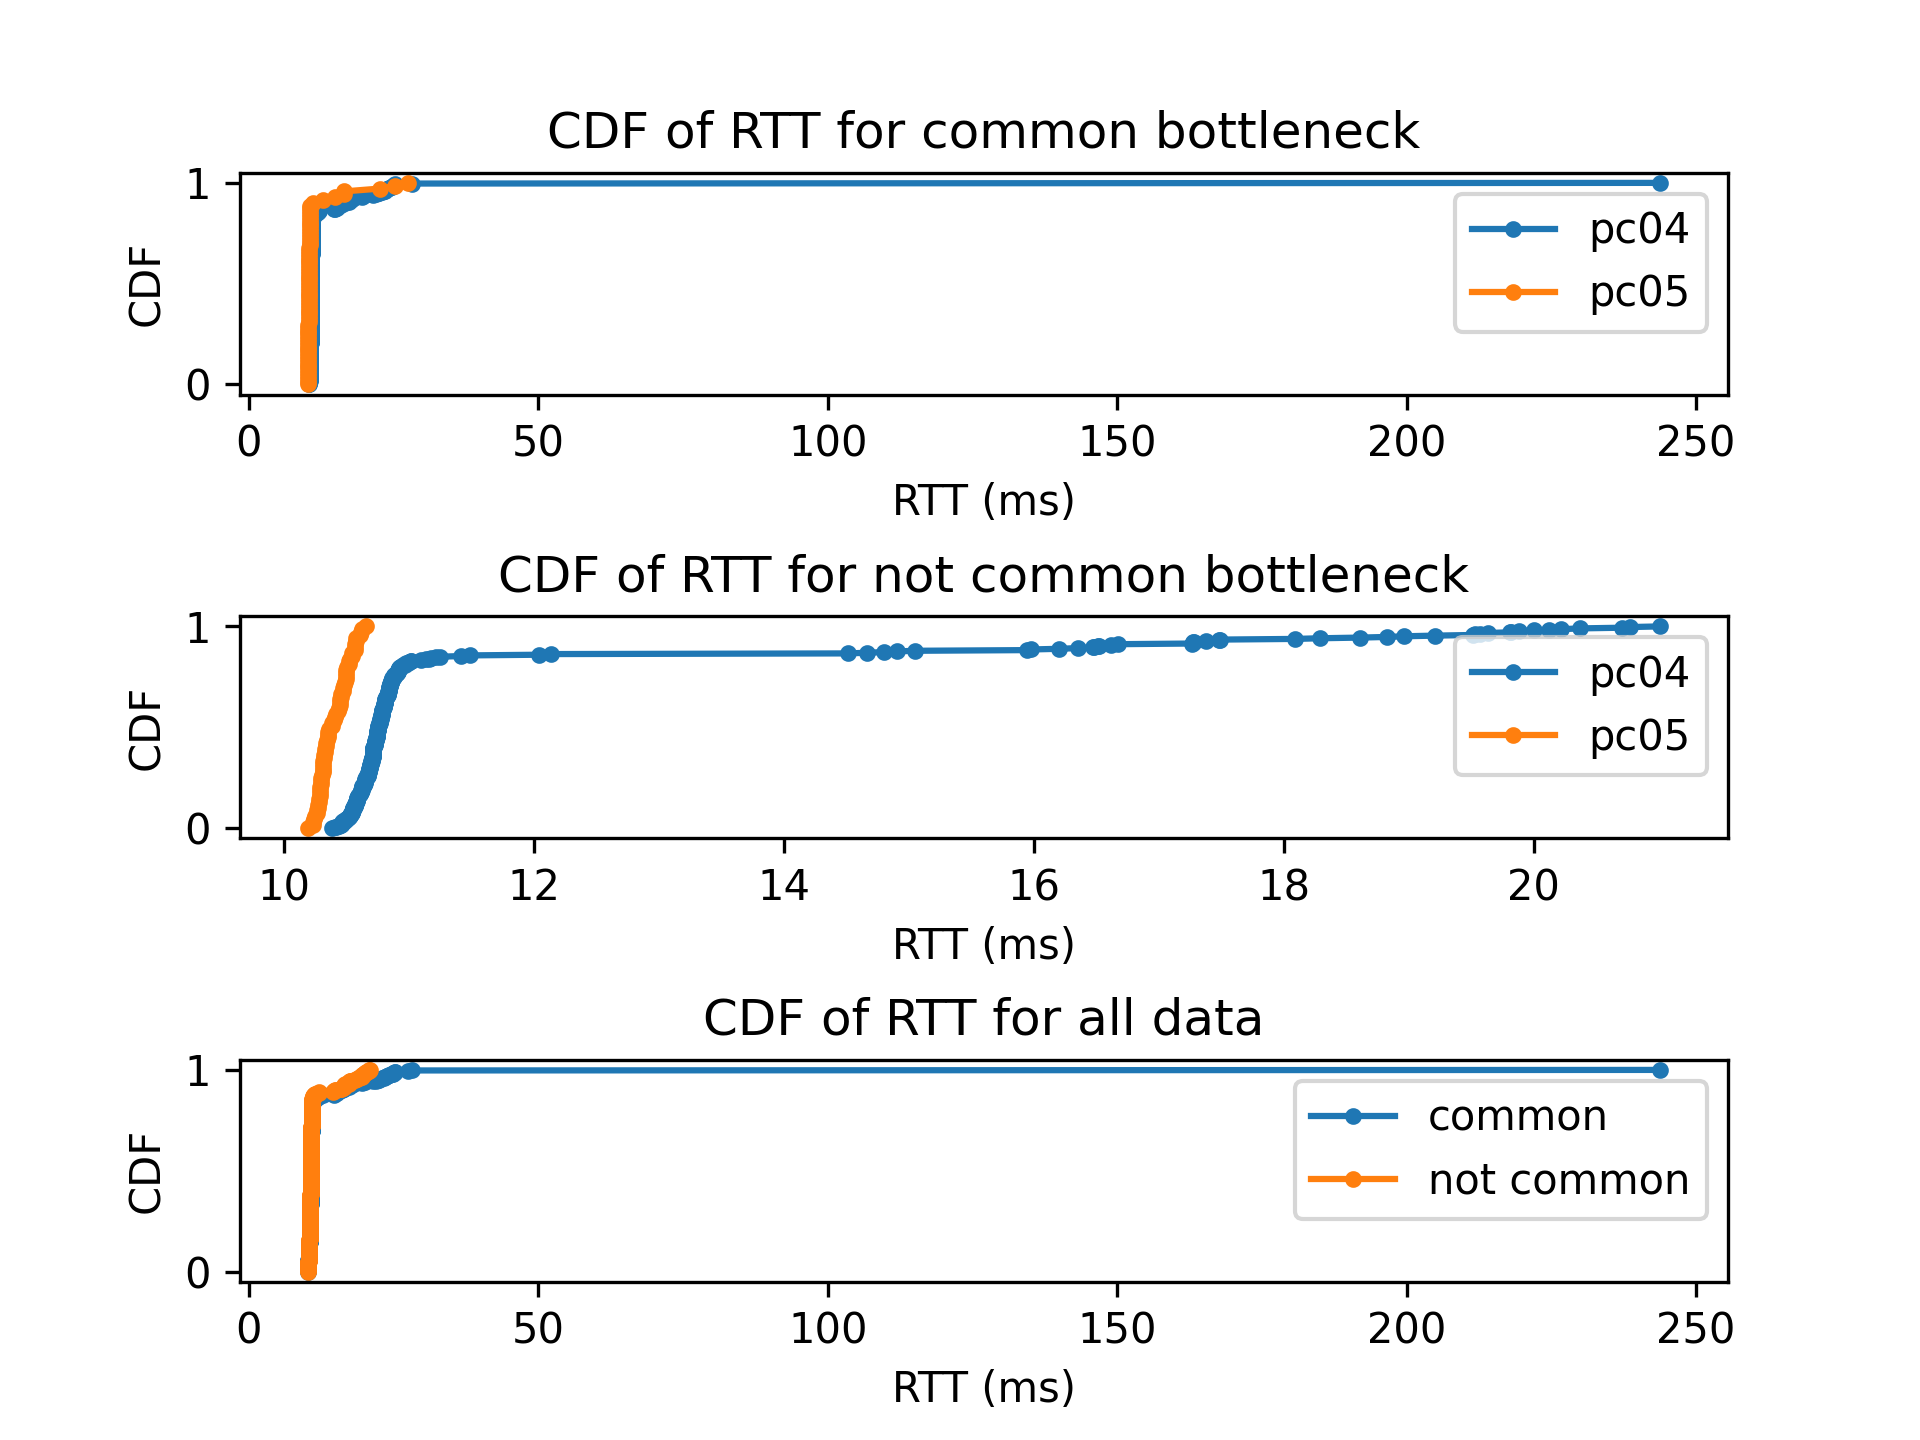 CDF of RTT for common bottleneck
1
0
CDF
pc04
pc05
0 50 100 150 200 250
RTT (ms)
CDF of RTT for not common bottleneck
1
0
CDF
pc04
pc05
10 12 14 16 18 20
RTT (ms)
CDF of RTT for all data
1
0
CDF
common
not common
0 50 100 150 200 250
RTT (ms)